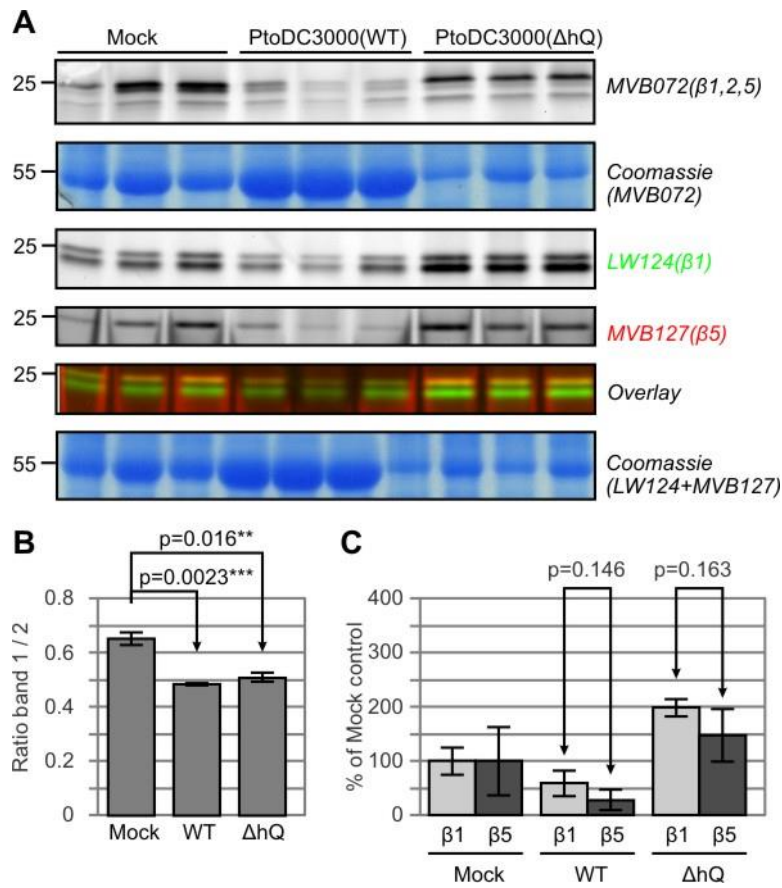 A
Mock PtoDC3000(WT) PtoDC3000(ΔhQ)
25 MVB072(β1,2,5)
55 Coomassie
(MVB072)
25 LW124(β1)
25 MVB127(β5)
25 Overlay
55 Coomassie
(LW124+MVB127)
B
p=0.016**
p=0.0023***
Ratio band 1 / 2
0.8
0.6
0.4
0.2
0
Mock WT ΔhQ
C
p=0.146 p=0.163
% of Mock control
400
300
200
100
0
β1 β5 β1 β5 β1 β5
Mock WT ΔhQ